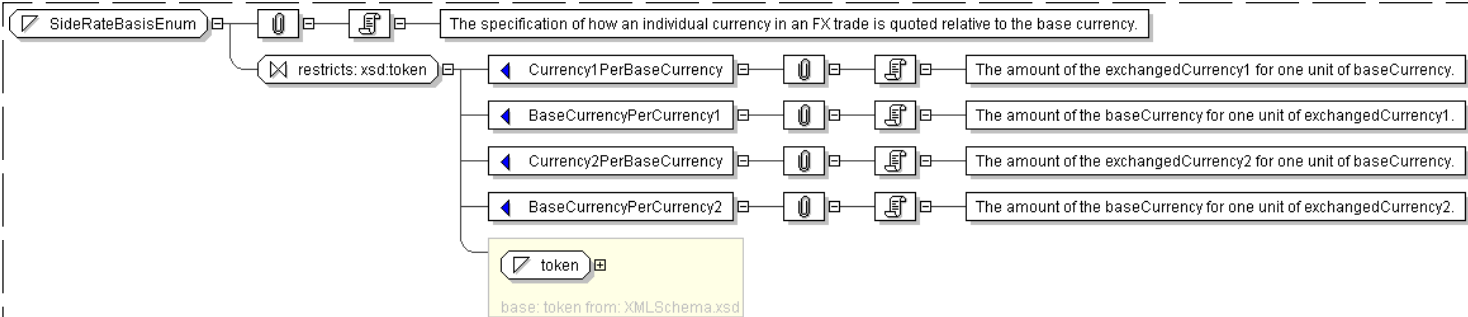 SideRateBasisEnum
The specification of how an individual currency in an FX trade is quoted relative to the base currency.
restricts: xsd:token
Currency1PerBaseCurrency
The amount of the exchangedCurrency1 for one unit of baseCurrency.
BaseCurrencyPerCurrency1
The amount of the baseCurrency for one unit of exchangedCurrency1.
Currency2PerBaseCurrency
The amount of the exchangedCurrency2 for one unit of baseCurrency.
BaseCurrencyPerCurrency2
The amount of the baseCurrency for one unit of exchangedCurrency2.
token
base: token from: XMLSchema.xsd